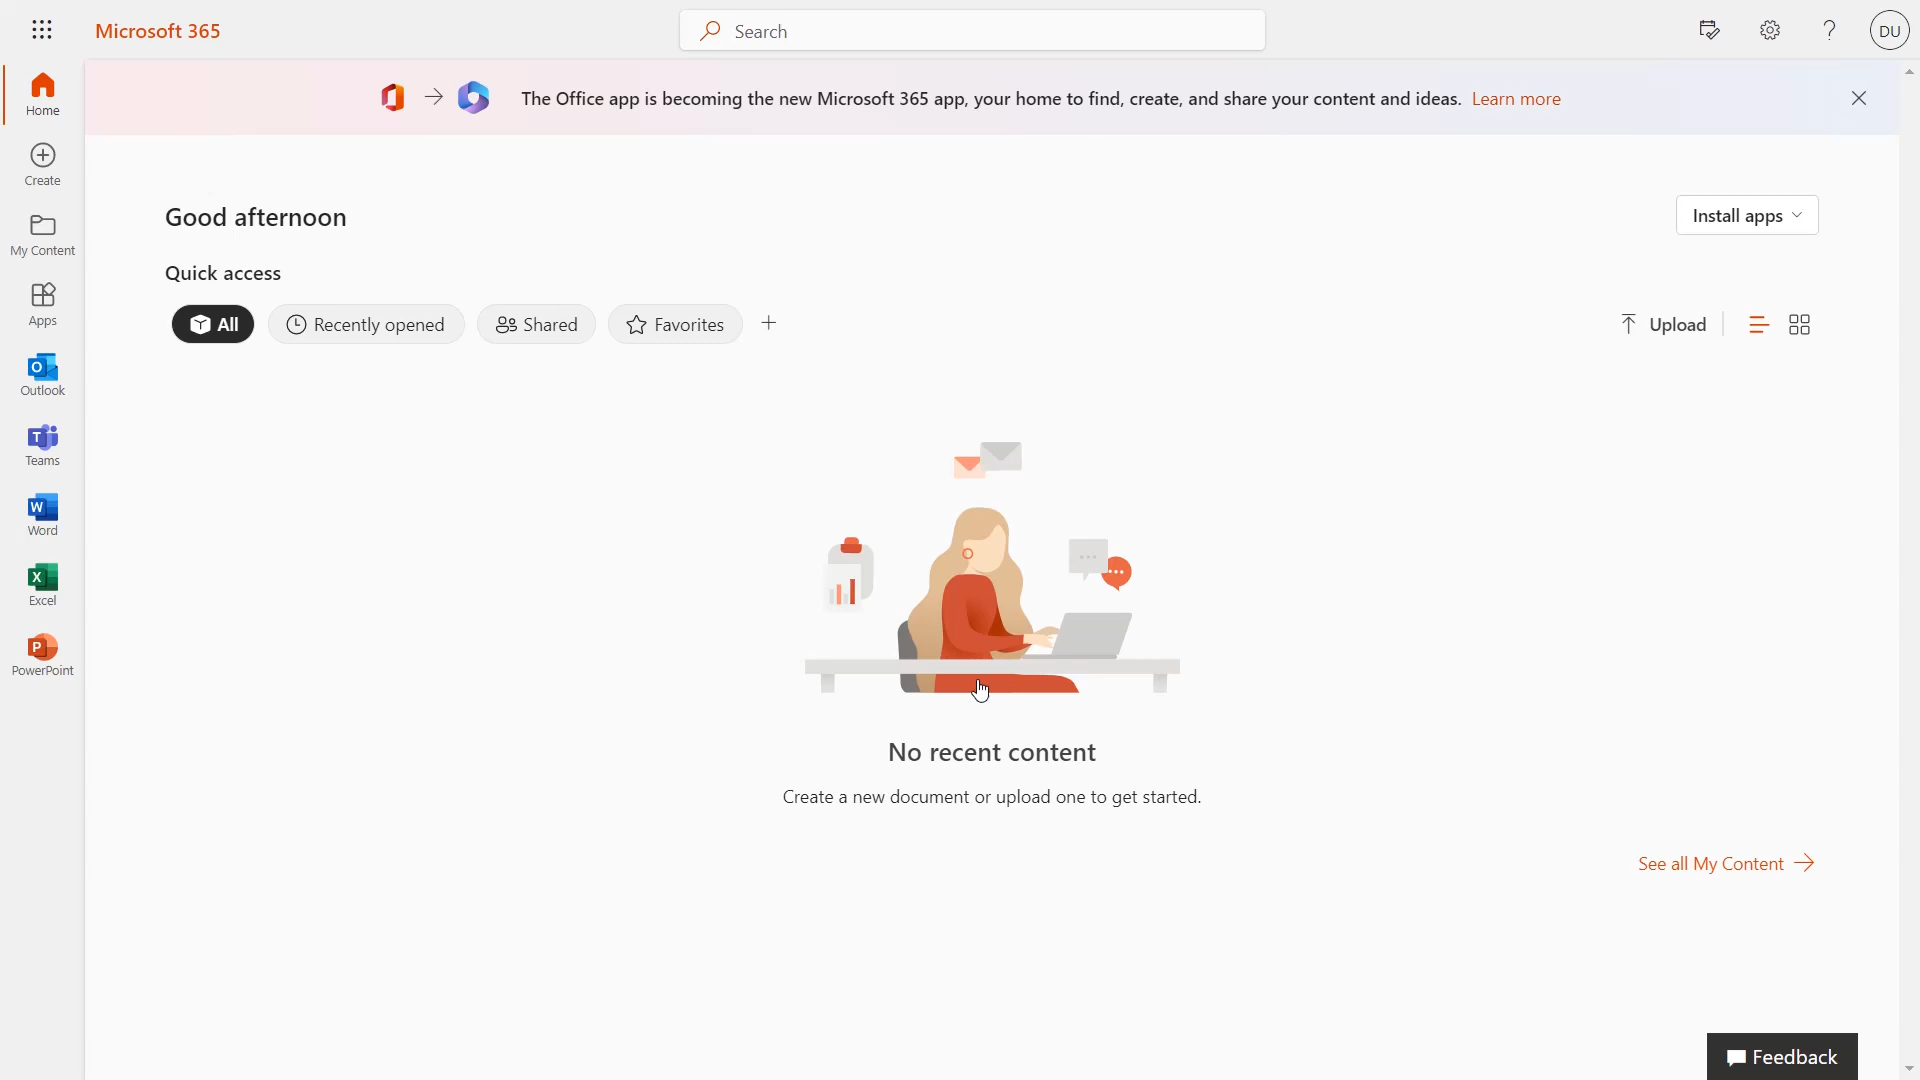 Microsoft 365
Search
DU
Home
Create
My Content
Apps
Outlook
Teams
Word
Excel
PowerPoint
The Office app is becoming the new Microsoft 365 app, your home to find, create, and share your content and ideas. Learn more
Good afternoon
Install apps
Quick access
All
Recently opened
Shared
Favorites
Upload
No recent content
Create a new document or upload one to get started.
See all My Content
Feedback